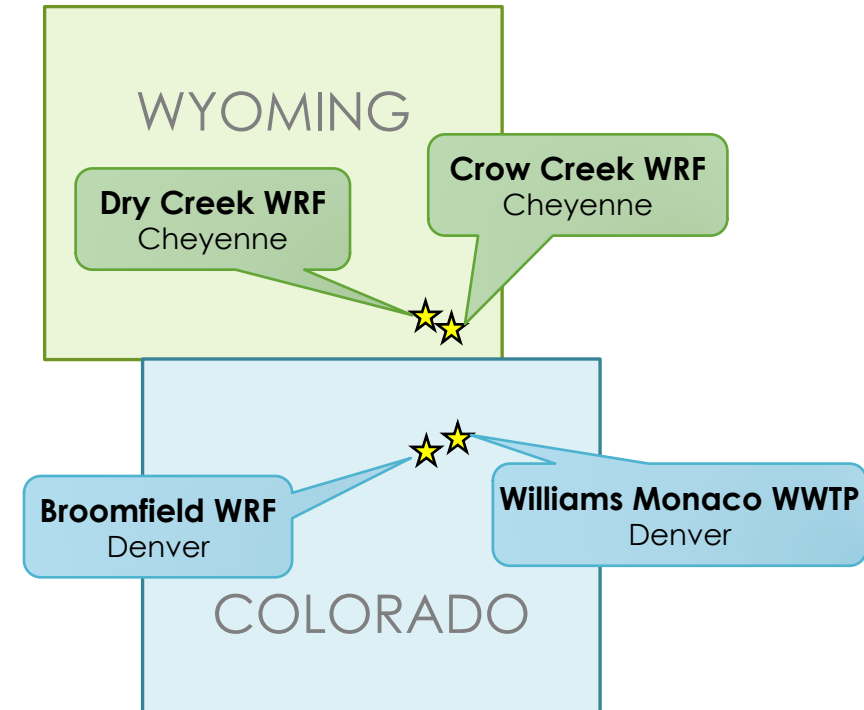 WYOMING
Crow Creek WRF
Cheyenne
Dry Creek WRF
Cheyenne
Broomfield WRF
Denver
Williams Monaco WWTP
Denver
COLORADO